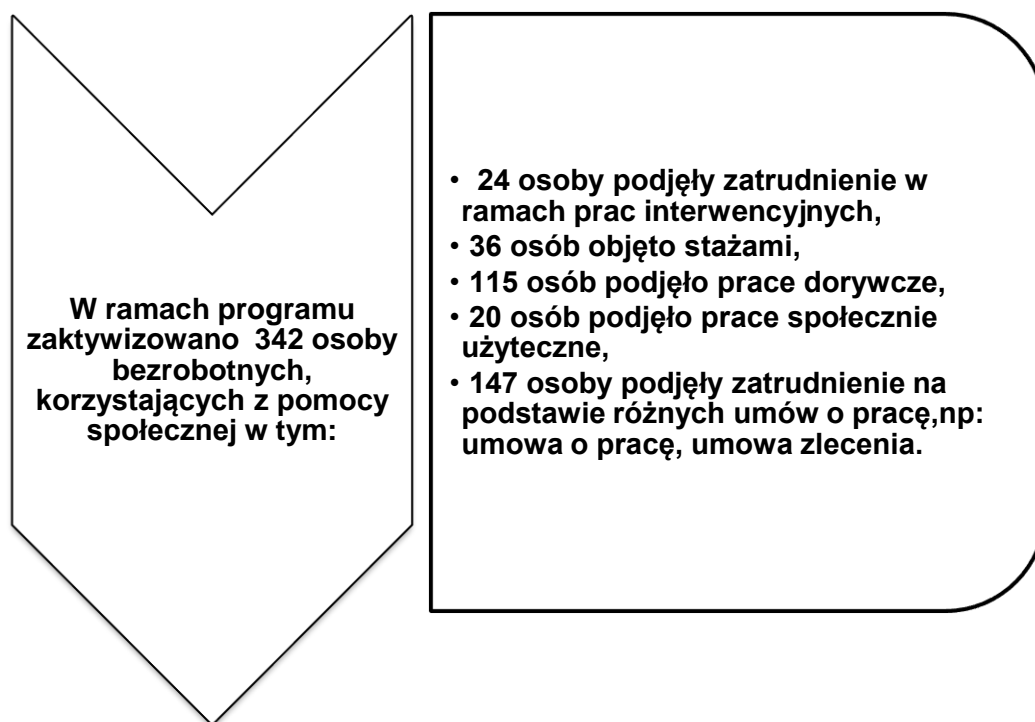 W ramach programu
zaktywizowano  342 osoby
bezrobotnych,
korzystających z pomocy
społecznej w tym:
•  24 osoby podjęły zatrudnienie w
ramach prac interwencyjnych,
• 36 osób objęto stażami,
• 115 osób podjęło prace dorywcze,
• 20 osób podjęło prace społecznie
użyteczne,
• 147 osoby podjęły zatrudnienie na
podstawie różnych umów o pracę,np:
umowa o pracę, umowa zlecenia.